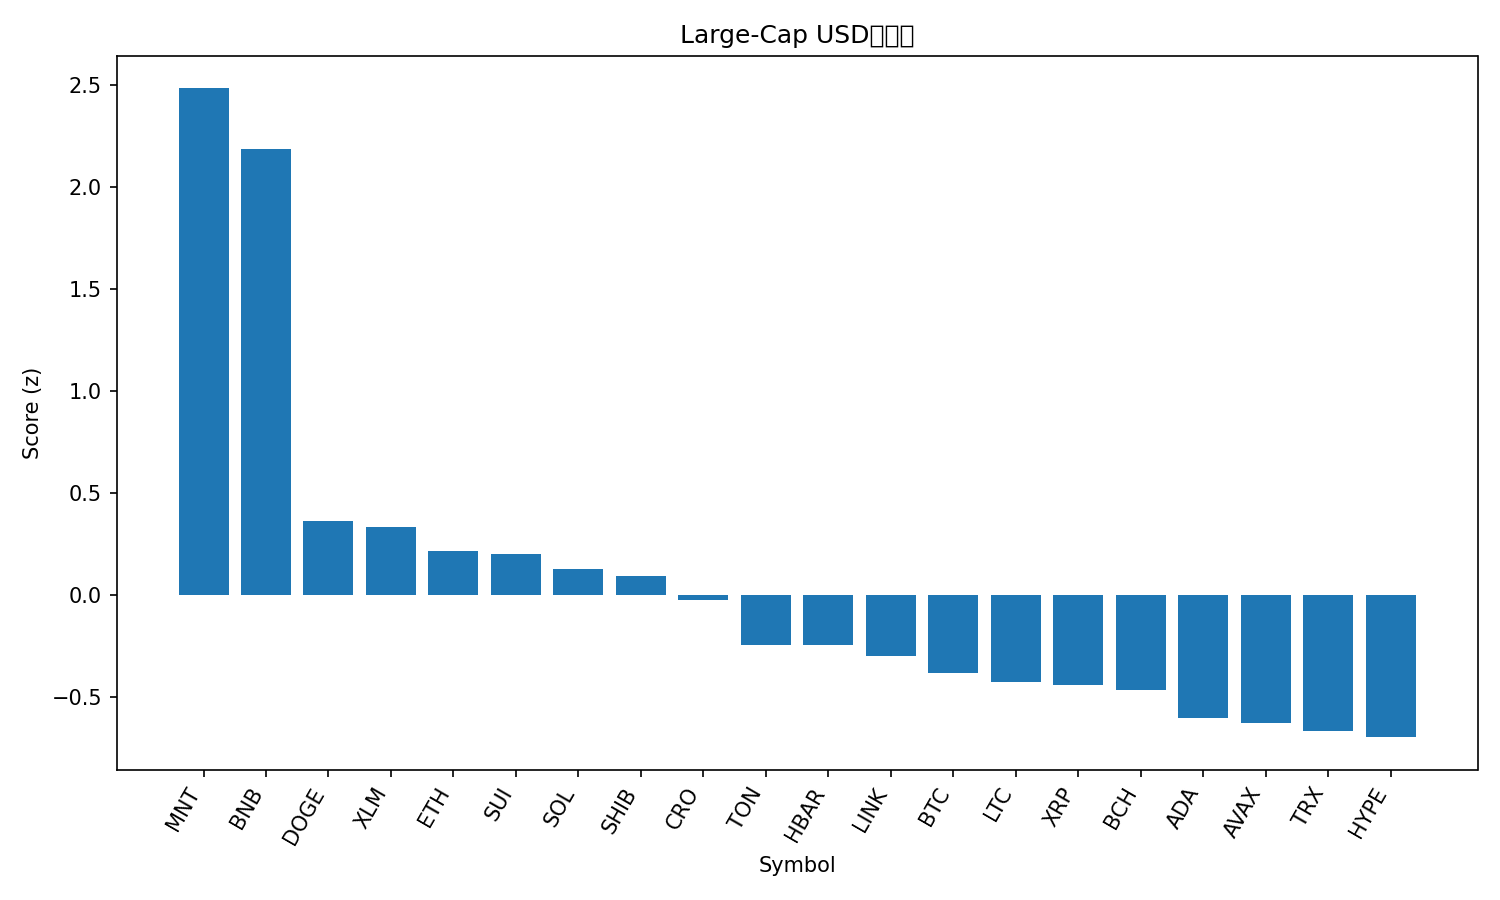 Large-Cap USD
Score (z)
2.5
2.0
1.5
1.0
0.5
0.0
−0.5
MNT
BNB
DOGE
XLM
ETH
SUI
SOL
SHIB
CRO
TON
HBAR
LINK
BTC
LTC
XRP
BCH
ADA
AVAX
TRX
HYPE
Symbol